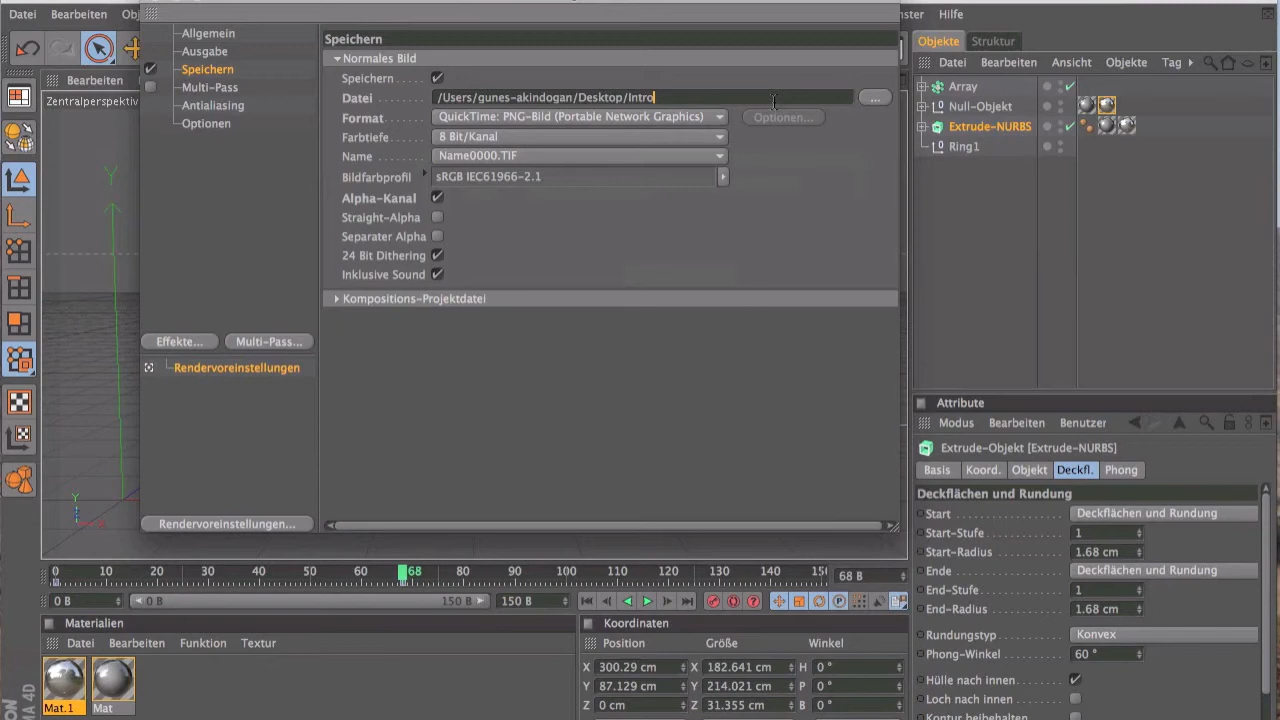 Datei Bearbeiten Ob
nster Hilfe
Allgemein
Ausgabe
Speichern
Multi-Pass
Antialiasing
Optionen
Effekte... Multi-Pass...
Rendervoreinstellungen
Rendervoreinstellungen...
Bearbeiten
Zentralperspektiv
Speichern
Normales Bild
Speichern
Datei /Users/gunes-akindogan/Desktop/Intro ...
Format QuickTime: PNG-Bild (Portable Network Graphics) Optionen...
Farbtiefe 8 Bit/Kanal
Name Name0000.TIF
Bildfarbprofil sRGB IEC61966-2.1
Alpha-Kanal
Straight-Alpha
Separater Alpha
24 Bit Dithering
Inklusive Sound
Kompositions-Projektdatei
Y
Y
X
Objekte Struktur
Datei Bearbeiten Ansicht Objekte Tag
Array
Null-Objekt
Extrude-NURBS
Ring1
Attribute
Modus Bearbeiten Benutzer
Extrude-Objekt [Extrude-NURBS]
Basis Koord. Objekt Deckfl. Phong
Deckflächen und Rundung
Start Deckflächen und Rundung
Start-Stufe 1
Start-Radius 1.68 cm
Ende Deckflächen und Rundung
End-Stufe 1
End-Radius 1.68 cm
Rundungstyp Konvex
Phong-Winkel 60 °
Hülle nach innen
Loch nach innen
Kontur beibehalten
0 10 20 30 40 50 60 68 80 90 100 110 120 130 140 15 68 B
0 B 0 B 150 B 150 B
Materialien
Datei Bearbeiten Funktion Textur
Mat.1 Mat
Koordinaten
Position Größe Winkel
X 300.29 cm X 182.641 cm H 0 °
Y 87.129 cm Y 214.021 cm P 0 °
Z 0 cm Z 31.355 cm B 0 °
MA 4D